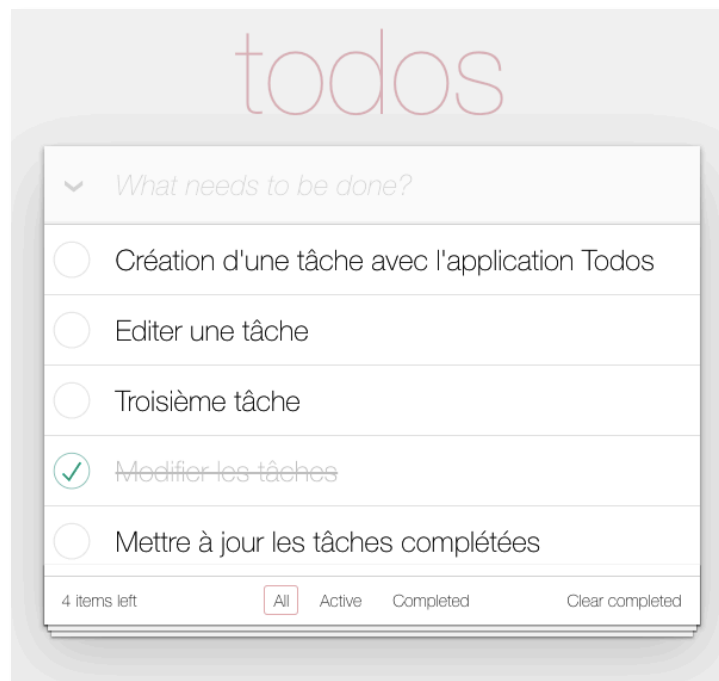 todos
What needs to be done?
Création d'une tâche avec l'application Todos
Editer une tâche
Troisième tâche
Modifier les tâches
Mettre à jour les tâches complétées
4 items left All Active Completed Clear completed